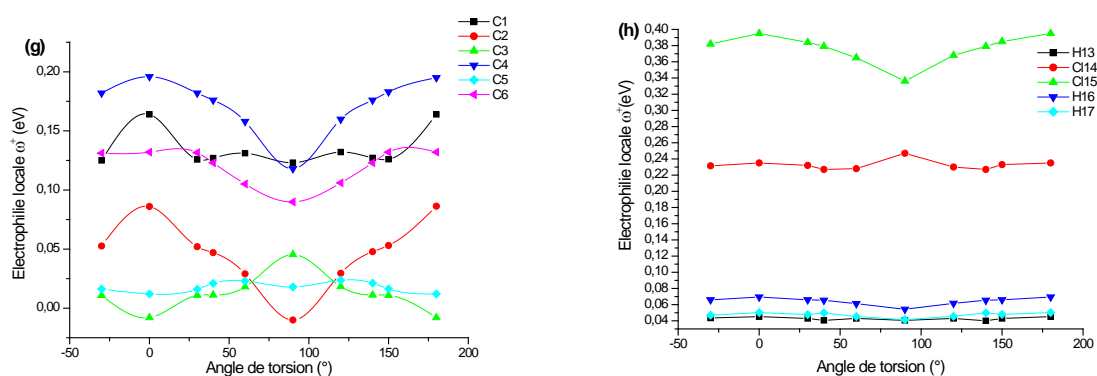 (g)
C1
C2
C3
C4
C5
C6
Electrophilie locale ω⁺(eV)
0,20
0,15
0,10
0,05
0,00
-50
0
50
100
150
200
Angle de torsion (°)
(h)
H13
Cl14
Cl15
H16
H17
Electrophilie locale ω⁺(eV)
0,40
0,38
0,36
0,34
0,32
0,30
0,28
0,26
0,24
0,22
0,20
0,18
0,16
0,14
0,12
0,10
0,08
0,06
0,04
-50
0
50
100
150
200
Angle de torsion (°)